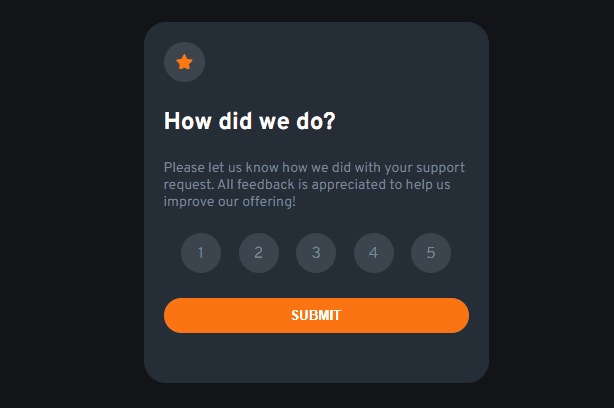 How did we do?
Please let us know how we did with your support
request. All feedback is appreciated to help us
improve our offering!
1 2 3 4 5
SUBMIT